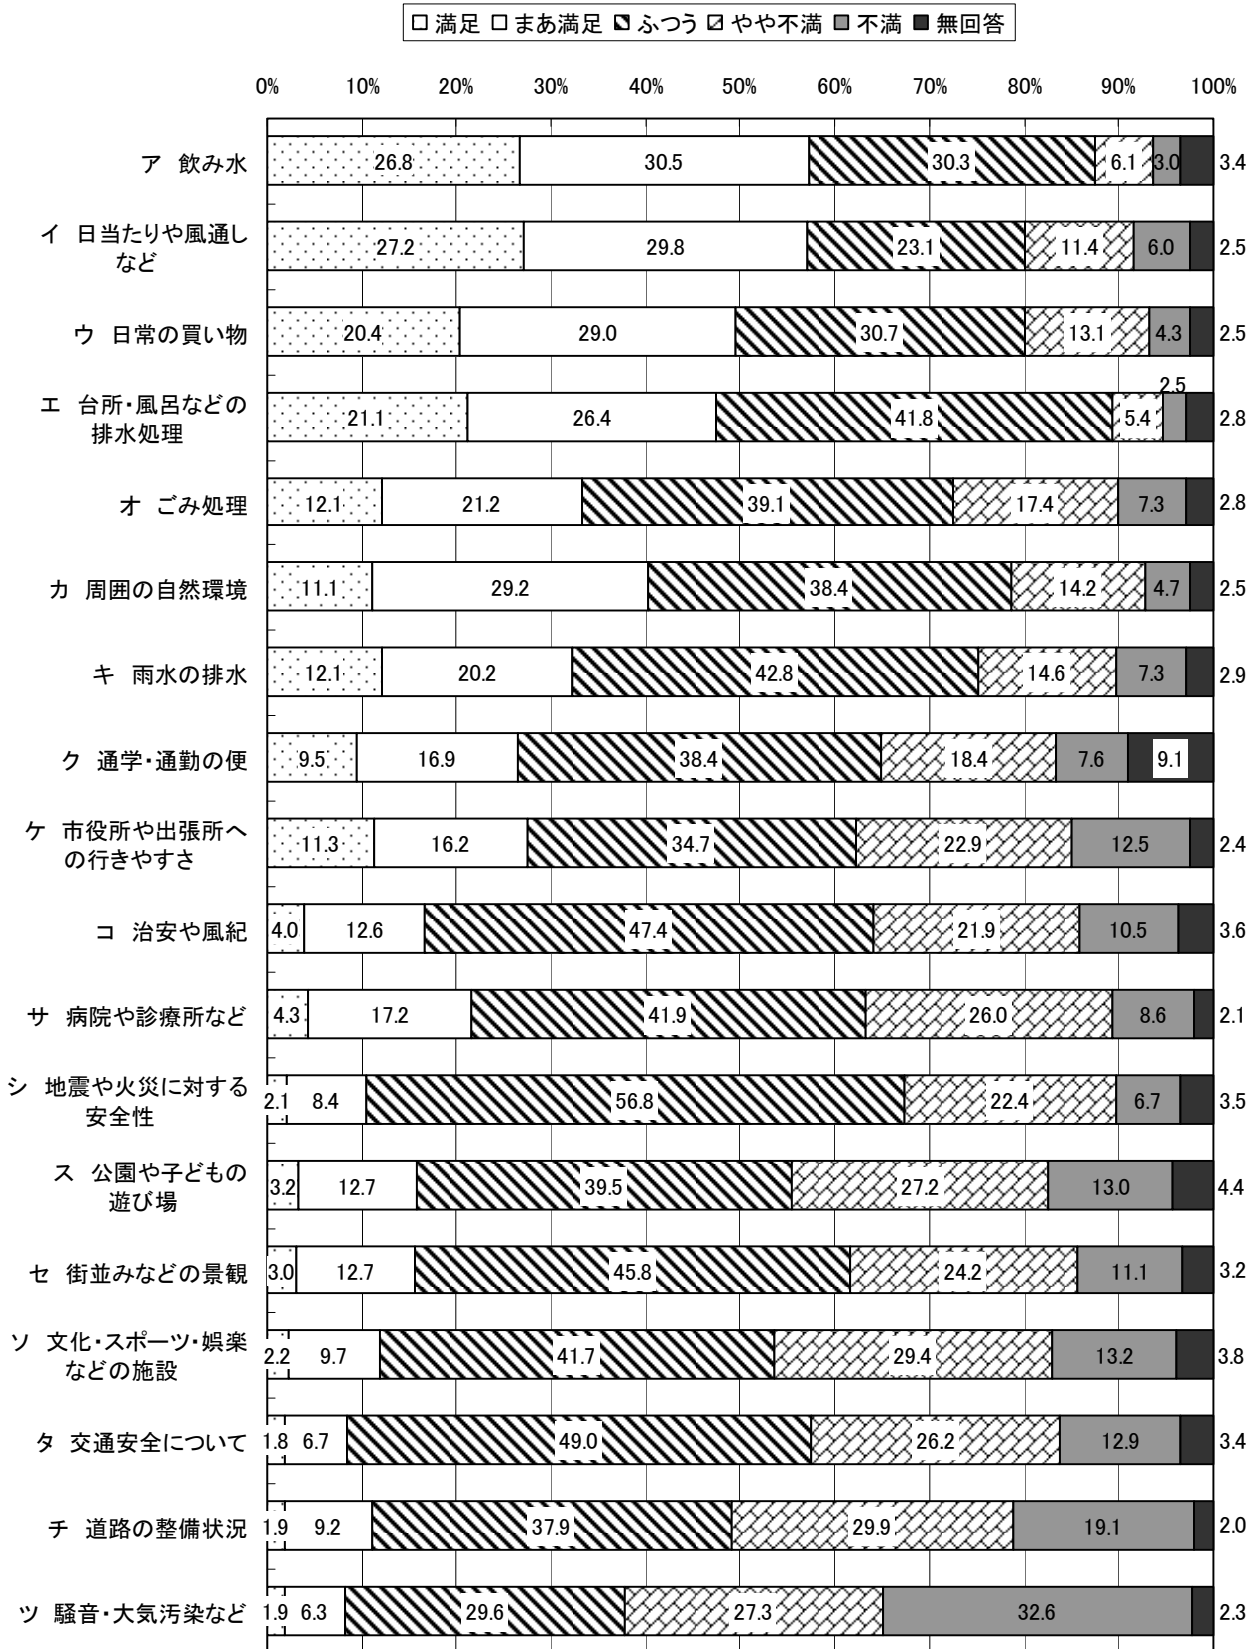 満足 まあ満足 ふつう やや不満 不満 無回答
0% 10% 20% 30% 40% 50% 60% 70% 80% 90% 100%
ア 飲み水 26.8 30.5 30.3 6.1 3.0 3.4
イ 日当たりや風通し
など 27.2 29.8 23.1 11.4 6.0 2.5
ウ 日常の買い物 20.4 29.0 30.7 13.1 4.3 2.5
エ 台所・風呂などの
排水処理 21.1 26.4 41.8 5.4 2.5 2.8
オ ごみ処理 12.1 21.2 39.1 17.4 7.3 2.8
カ 周囲の自然環境 11.1 29.2 38.4 14.2 4.7 2.5
キ 雨水の排水 12.1 20.2 42.8 14.6 7.3 2.9
ク 通学・通勤の便 9.5 16.9 38.4 18.4 7.6 9.1
ケ 市役所や出張所へ
の行きやすさ 11.3 16.2 34.7 22.9 12.5 2.4
コ 治安や風紀 4.0 12.6 47.4 21.9 10.5 3.6
サ 病院や診療所など 4.3 17.2 41.9 26.0 8.6 2.1
シ 地震や火災に対する
安全性 2.1 8.4 56.8 22.4 6.7 3.5
ス 公園や子どもの
遊び場 3.2 12.7 39.5 27.2 13.0 4.4
セ 街並みなどの景観 3.0 12.7 45.8 24.2 11.1 3.2
ソ 文化・スポーツ・娯楽
などの施設 2.2 9.7 41.7 29.4 13.2 3.8
タ 交通安全について 1.8 6.7 49.0 26.2 12.9 3.4
チ 道路の整備状況 1.9 9.2 37.9 29.9 19.1 2.0
ツ 騒音・大気汚染など 1.9 6.3 29.6 27.3 32.6 2.3